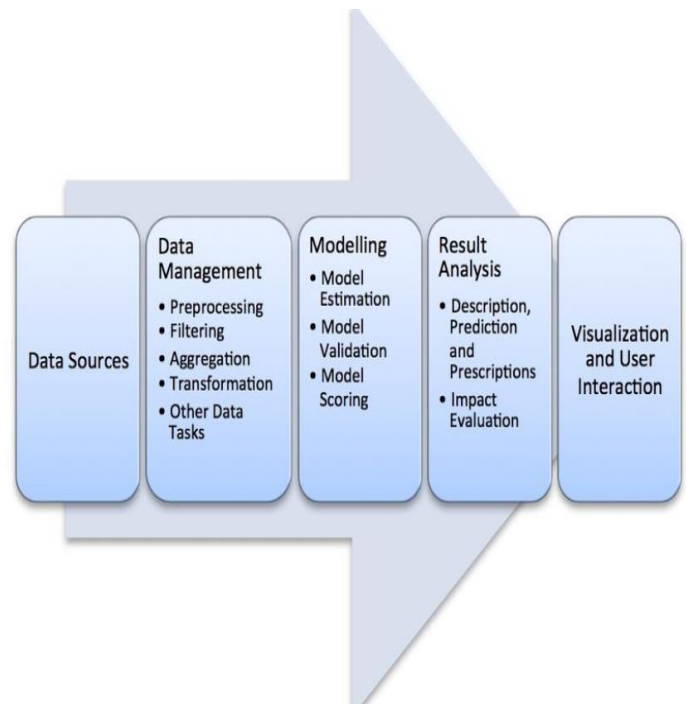 Data Sources
Data
Management
• Preprocessing
• Filtering
• Aggregation
• Transformation
• Other Data
Tasks
Modelling
• Model
Estimation
• Model
Validation
• Model
Scoring
Result
Analysis
• Description,
Prediction
and
Prescriptions
• Impact
Evaluation
Visualization
and User
Interaction